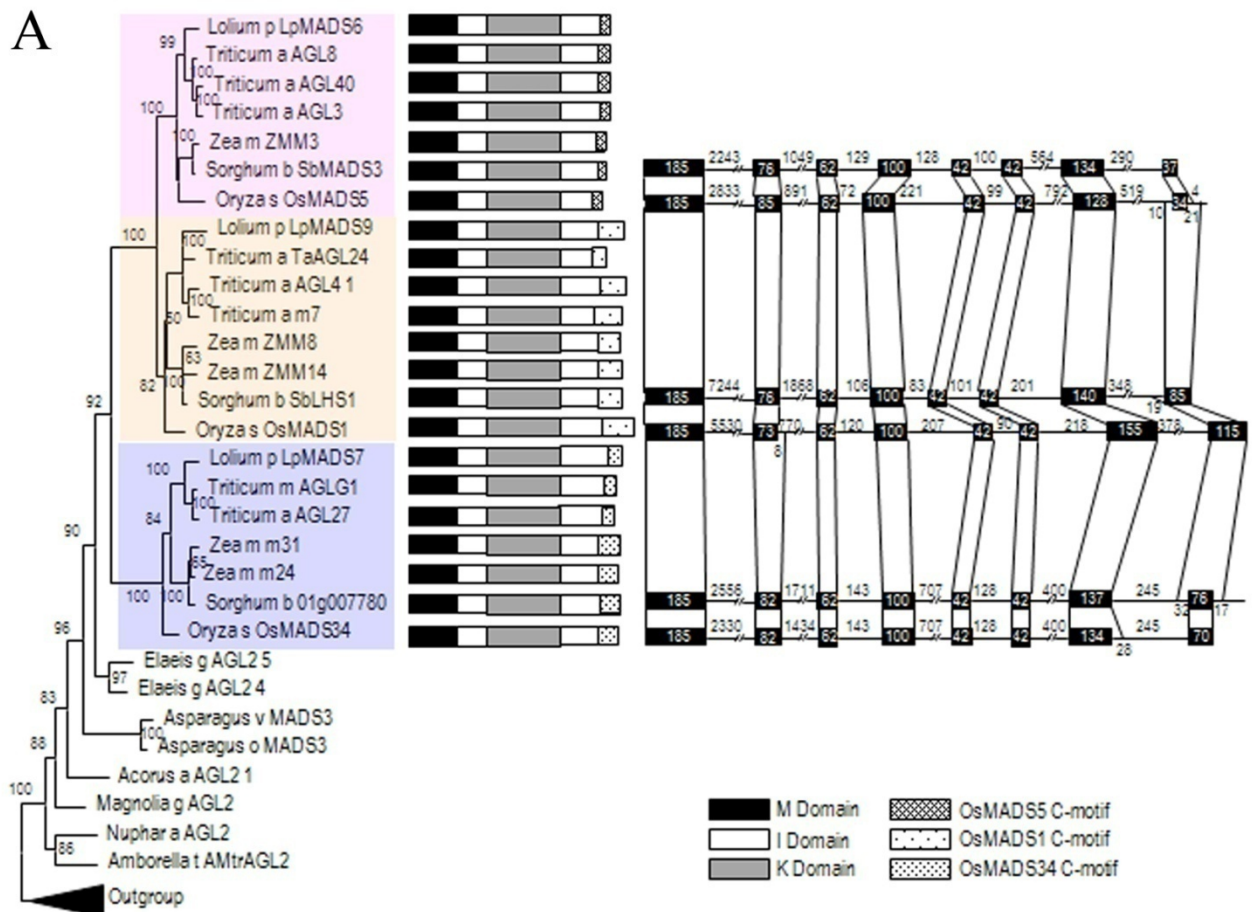 A
Lolium p LpMADS6
Triticum a AGL8
Triticum a AGL40
Triticum a AGL3
Zea m ZMM3
Sorghum b SbMADS3
Oryza s OsMADS5
Lolium p LpMADS9
Triticum a TaAGL24
Triticum a AGL4 1
Triticum a m7
Zea m ZMM8
Zea m ZMM14
Sorghum b SbLHS1
Oryza s OsMADS1
Lolium p LpMADS7
Triticum m AGLG1
Triticum a AGL27
Zea m m31
Zea m m24
Sorghum b 01g007780
Oryza s OsMADS34
Elaeis g AGL2 5
Elaeis g AGL2 4
Asparagus v MADS3
Asparagus o MADS3
Acorus a AGL2 1
Magnolia g AGL2
Nuphar a AGL2
Amborella t AMtrAGL2
Outgroup
99
100
100
100
100
100
100
100
50
63
100
82
92
100
100
84
65
100
100
90
96
97
83
100
88
100
86
2243 1049 129 128 100 564 290
185 76 62 100 42 42 134 37
2833 891 72 221 99 792 519 4
185 85 62 100 42 42 128 34
10 21
7244 1868 106 83 101 201 348
185 76 62 100 42 42 140 85
19
5530 770 120 207 90 218 378
185 73 62 100 42 42 155 115
8
2556 1711 143 707 128 400 245
185 82 62 100 42 42 137 76
32 17
2330 1434 143 707 128 400 245
185 82 62 100 42 42 134 70
28
M Domain
I Domain
K Domain
OsMADS5 C-motif
OsMADS1 C-motif
OsMADS34 C-motif